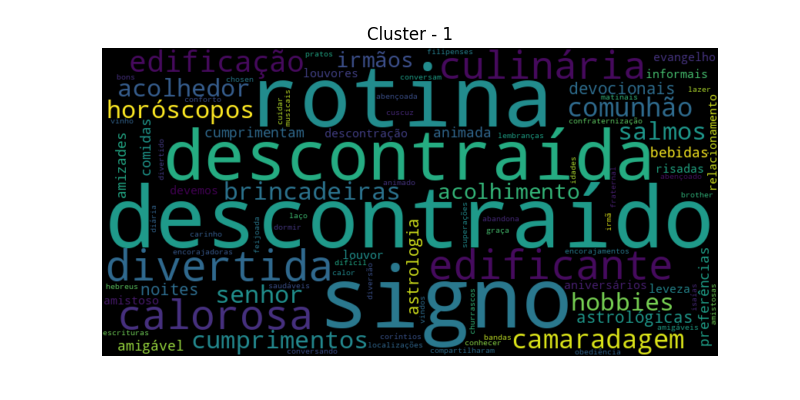 Cluster - 1
edificação
pratos
irmãos
filipenses
culinária
evangelho
bons
chosen
louvores
conversam
informais
acolhedor
conforto
rotina
abençoada
devocionais
matinais
lazer
horóscopos
cuidar
musicais
cuscuz
comunhão
vinho
confraternização
relacionamento
cumprimentam
descontração
animada
lembranças
salmos
amizades
comidas
divertido
descontraída
idades
bebidas
risadas
abençoado
devemos
brincadeiras
animado
acolhimento
fraternal
brother
diária
laço
descontraído
superações
abandona
graça
irmã
carinho
feijoada
dormir
encorajadoras
louvor
astrologia
encorajamentos
preferências
divertida
difícil
calor
diversão
edificante
aniversários
leveza
hebreus
noites
saudáveis
signo
amistoso
senhor
vindos
churrascos
hobbies
salmos
amistosas
calorosa
astrológicas
escrituras
coríntios
bandas
amigáveis
amigável
cumprimentos
localizações
conhecer
camaradagem
conversando
compartilharam
obediência